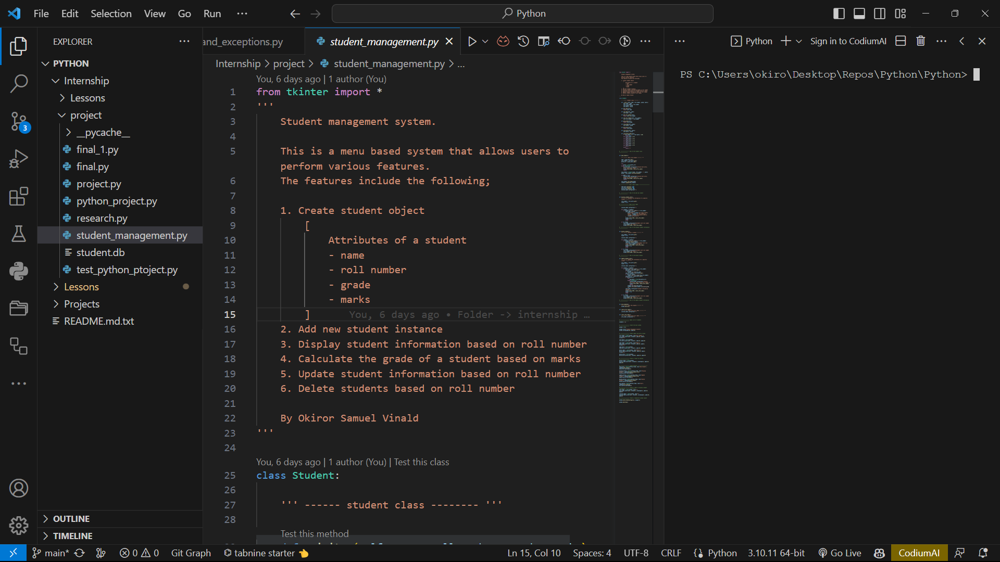 File Edit Selection View Go Run ... Python
EXPLORER ...
PYTHON
Internship
Lessons
project
__pycache__
final_1.py
final.py
project.py
python_project.py
research.py
student_management.py
student.db
test_python_ptoject.py
Lessons
Projects
README.md.txt
OUTLINE
TIMELINE
3
and_exceptions.py student_management.py
Internship > project > student_management.py > ...
You, 6 days ago | 1 author (You)
1 from tkinter import *
2 '''
3 Student management system.
4
5 This is a menu based system that allows users to
perform various features.
6 The features include the following;
7
8 1. Create student object
9 [
10 Attributes of a student
11 - name
12 - roll number
13 - grade
14 - marks
15 ] You, 6 days ago • Folder -> internship …
16 2. Add new student instance
17 3. Display student information based on roll number
18 4. Calculate the grade of a student based on marks
19 5. Update student information based on roll number
20 6. Delete students based on roll number
21
22 By Okiror Samuel Vinald
23 '''
24
You, 6 days ago | 1 author (You) | Test this class
25 class Student:
26
27 ''' ------ student class -------- '''
28
Test this method
... Python Sign in to CodiumAI ...
PS C:\Users\okiro\Desktop\Repos\Python\Python>
main* 0 0 Git Graph tabnine starter Ln 15, Col 10 Spaces: 4 UTF-8 CRLF Python 3.10.11 64-bit Go Live CodiumAI